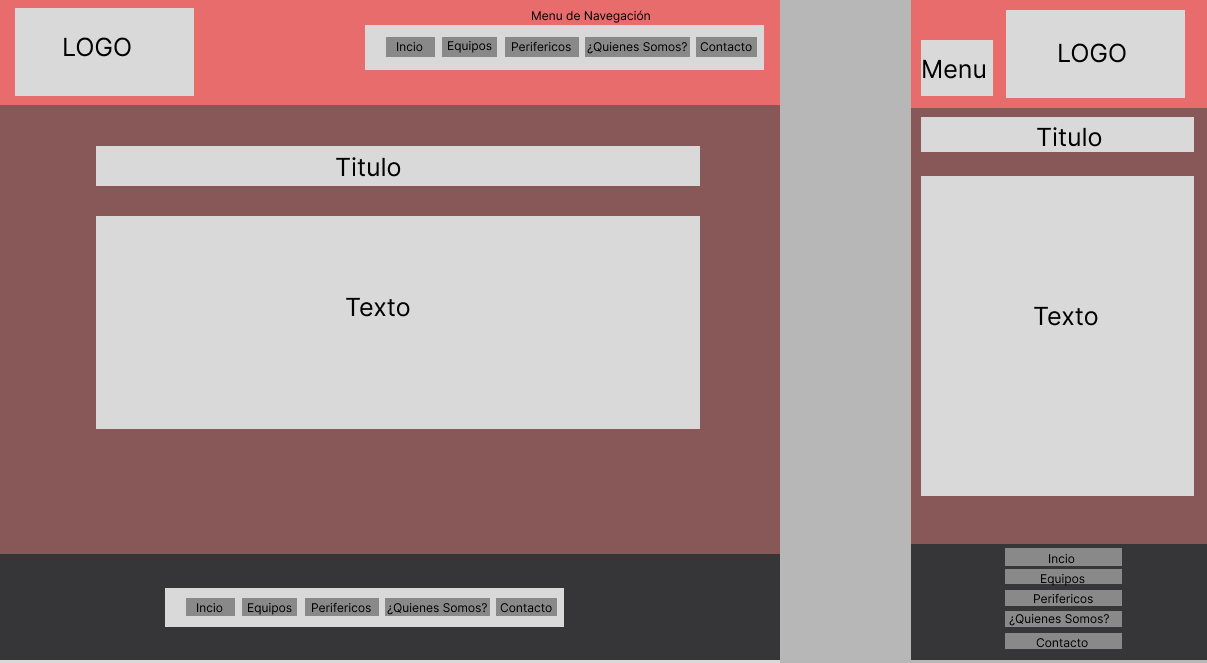 LOGO
Menu de Navegación
Incio
Equipos
Perifericos
¿Quienes Somos?
Contacto
Titulo
Texto
Incio
Equipos
Perifericos
¿Quienes Somos?
Contacto
Menu
LOGO
Titulo
Texto
Incio
Equipos
Perifericos
¿Quienes Somos?
Contacto